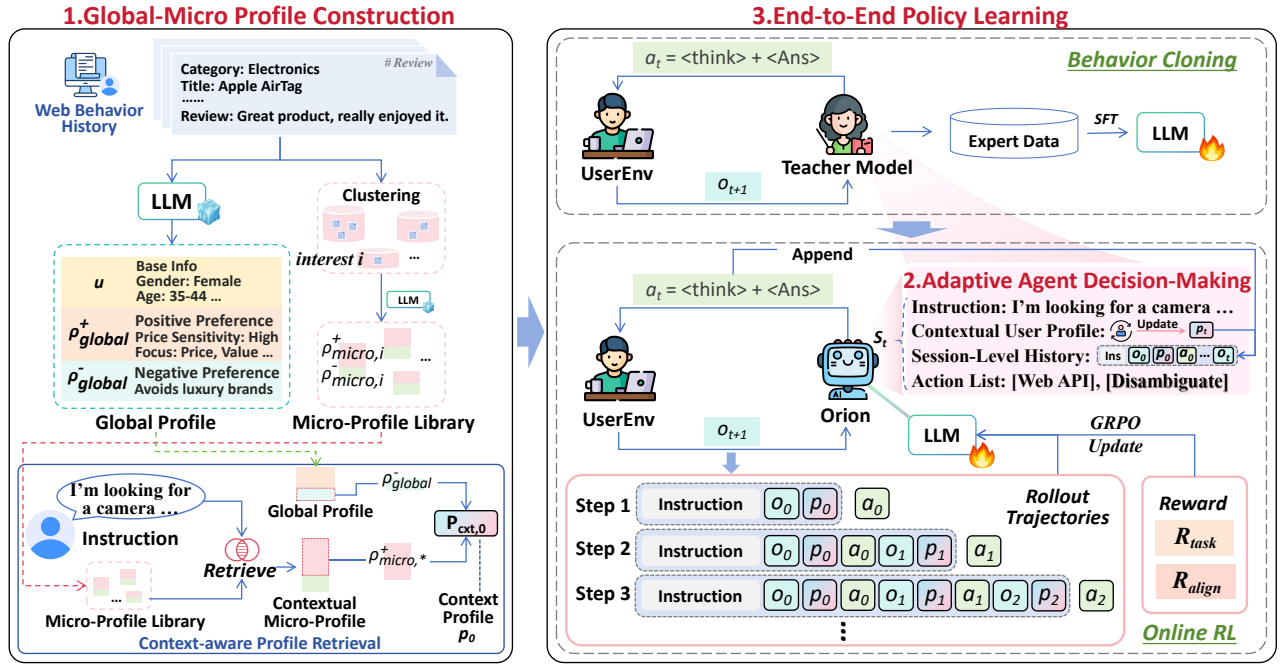 1.Global-Micro Profile Construction
# Review
Category: Electronics
Title: Apple AirTag
……
Review: Great product, really enjoyed it.
Web Behavior
History
LLM
Clustering
interest i
...
LLM
u
Base Info
Gender: Female
Age: 35-44 ...
ρ+global
Positive Preference
Price Sensitivity: High
Focus: Price, Value ...
ρ-global
Negative Preference
Avoids luxury brands
Global Profile
ρ+micro,i
ρ-micro,i
...
Micro-Profile Library
I'm looking for
a camera ...
Instruction
Micro-Profile Library
...
Retrieve
Global Profile
ρ-global
Contextual
Micro-Profile
ρ+micro,*
Pcxt,0
Context
Profile
p0
Context-aware Profile Retrieval
3.End-to-End Policy Learning
Behavior Cloning
at = <think> + <Ans>
UserEnv
Teacher Model
ot+1
Expert Data
SFT
LLM
Append
at = <think> + <Ans>
UserEnv
St
AI
Orion
ot+1
2.Adaptive Agent Decision-Making
Instruction: I'm looking for a camera ...
Contextual User Profile: Update pt
Session-Level History: Ins o0 p0 a0 ... ot
Action List: [Web API], [Disambiguate]
LLM
GRPO
Update
Rollout
Trajectories
Step 1 Instruction o0 p0 a0
Step 2 Instruction o0 p0 a0 o1 p1 a1
Step 3 Instruction o0 p0 a0 o1 p1 a1 o2 p2 a2
⋮
Reward
Rtask
Ralign
Online RL